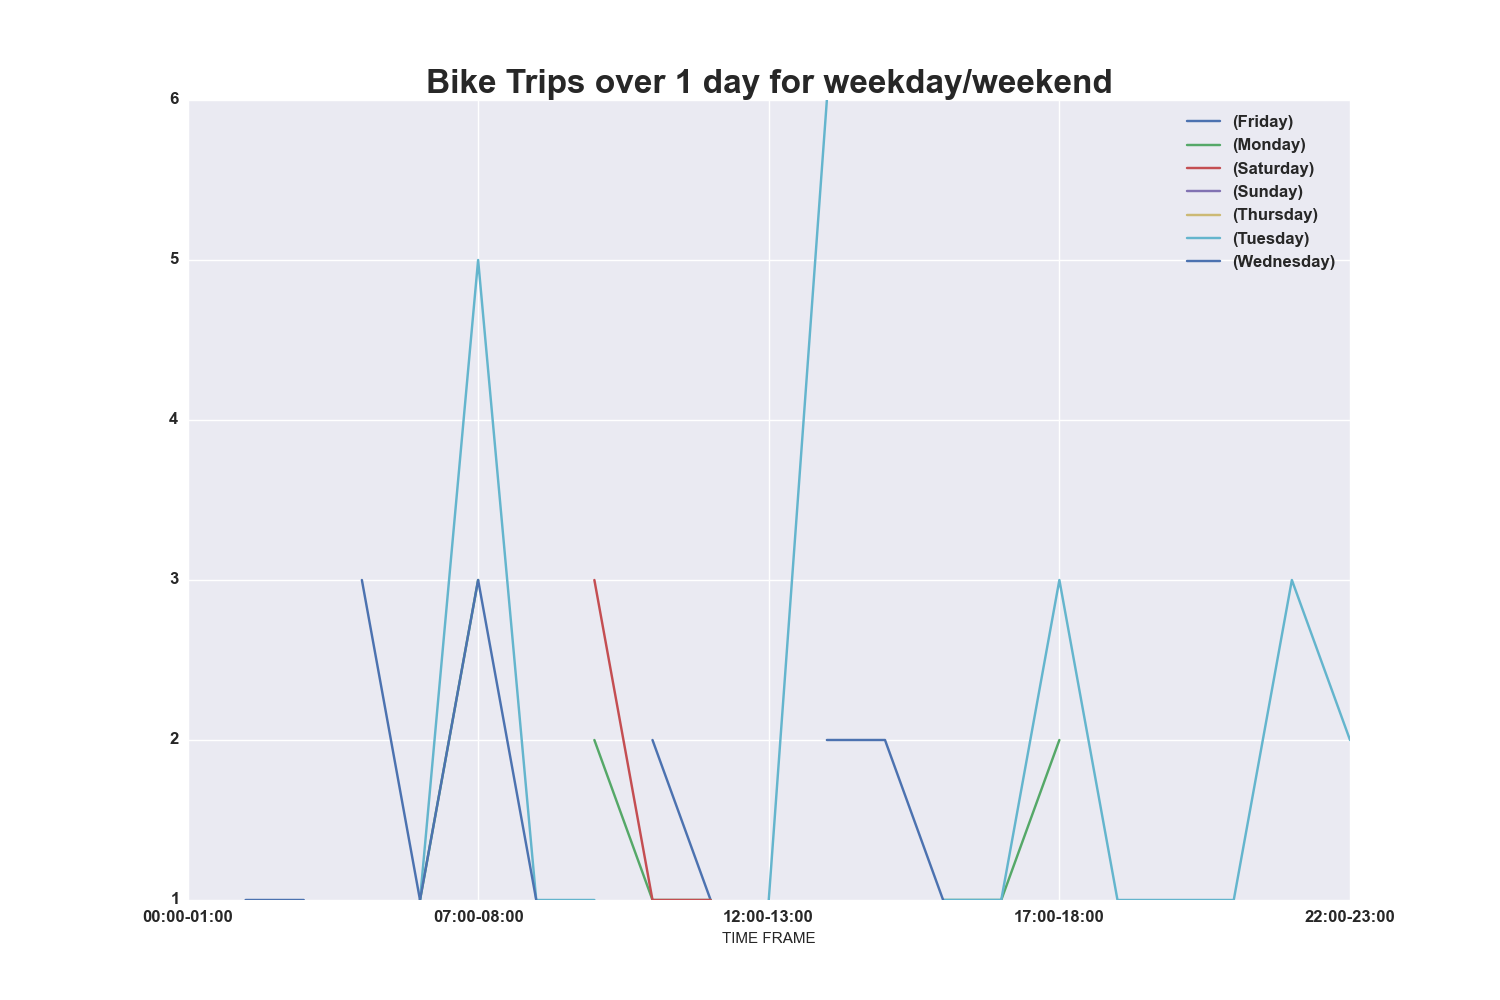 Bike Trips over 1 day for weekday/weekend
6
5
4
3
2
1
(Friday)
(Monday)
(Saturday)
(Sunday)
(Thursday)
(Tuesday)
(Wednesday)
00:00-01:00 07:00-08:00 12:00-13:00 17:00-18:00 22:00-23:00
TIME FRAME